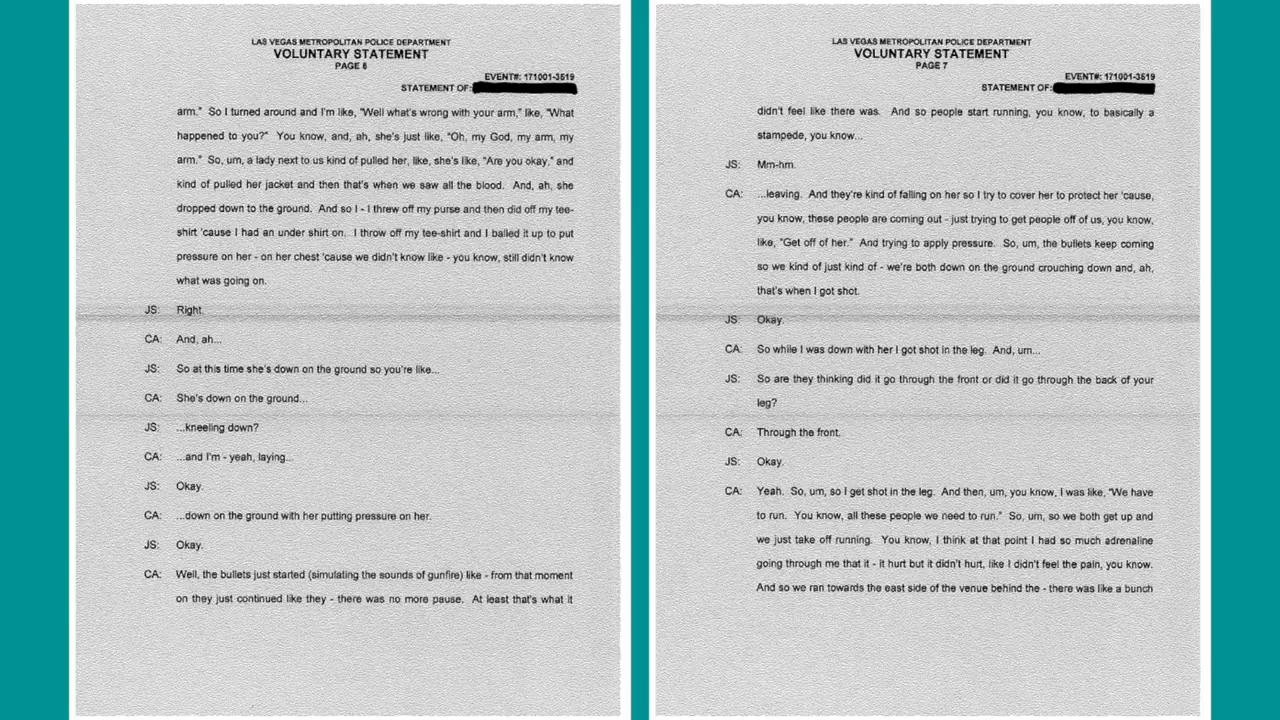 LAS VEGAS METROPOLITAN POLICE DEPARTMENT
VOLUNTARY STATEMENT
PAGE 6
EVENT#: 171001-3519
STATEMENT OF:
arm." So I turned around and I'm like, "Well what's wrong with your arm," like, "What
happened to you?" You know, and, ah, she's just like, "Oh, my God, my arm, my
arm." So, um, a lady next to us kind of pulled her, like, she's like, "Are you okay," and
kind of pulled her jacket and then that's when we saw all the blood. And, ah, she
dropped down to the ground. And so I - I threw off my purse and then did off my tee-
shirt 'cause I had an under shirt on. I throw off my tee-shirt and I balled it up to put
pressure on her - on her chest 'cause we didn't know like - you know, still didn't know
what was going on.
JS: Right.
CA: And, ah...
JS: So at this time she's down on the ground so you're like...
CA: She's down on the ground...
JS: ...kneeling down?
CA: ...and I'm - yeah, laying...
JS: Okay.
CA: ...down on the ground with her putting pressure on her.
JS: Okay.
CA: Well, the bullets just started (simulating the sounds of gunfire) like - from that moment
on they just continued like they - there was no more pause. At least that's what it
LAS VEGAS METROPOLITAN POLICE DEPARTMENT
VOLUNTARY STATEMENT
PAGE 7
EVENT#: 171001-3519
STATEMENT OF:
didn't feel like there was. And so people start running, you know, to basically a
stampede, you know...
JS: Mm-hm.
CA: ...leaving. And they're kind of falling on her so I try to cover her to protect her 'cause,
you know, these people are coming out - just trying to get people off of us, you know,
like, "Get off of her." And trying to apply pressure. So, um, the bullets keep coming
so we kind of just kind of - we're both down on the ground crouching down and, ah,
that's when I got shot.
JS: Okay.
CA: So while I was down with her I got shot in the leg. And, um...
JS: So are they thinking did it go through the front or did it go through the back of your
leg?
CA: Through the front.
JS: Okay.
CA: Yeah. So, um, so I get shot in the leg. And then, um, you know, I was like, "We have
to run. You know, all these people we need to run." So, um, so we both get up and
we just take off running. You know, I think at that point I had so much adrenaline
going through me that it - it hurt but it didn't hurt, like I didn't feel the pain, you know.
And so we ran towards the east side of the venue behind the - there was like a bunch